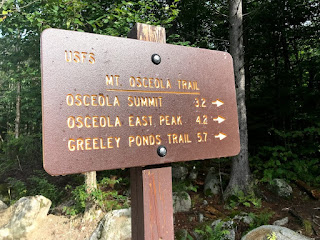 USFS
MT. OSCEOLA TRAIL
OSCEOLA SUMMIT 3.2 →
OSCEOLA EAST PEAK 4.2 →
GREELEY PONDS TRAIL 5.7 →